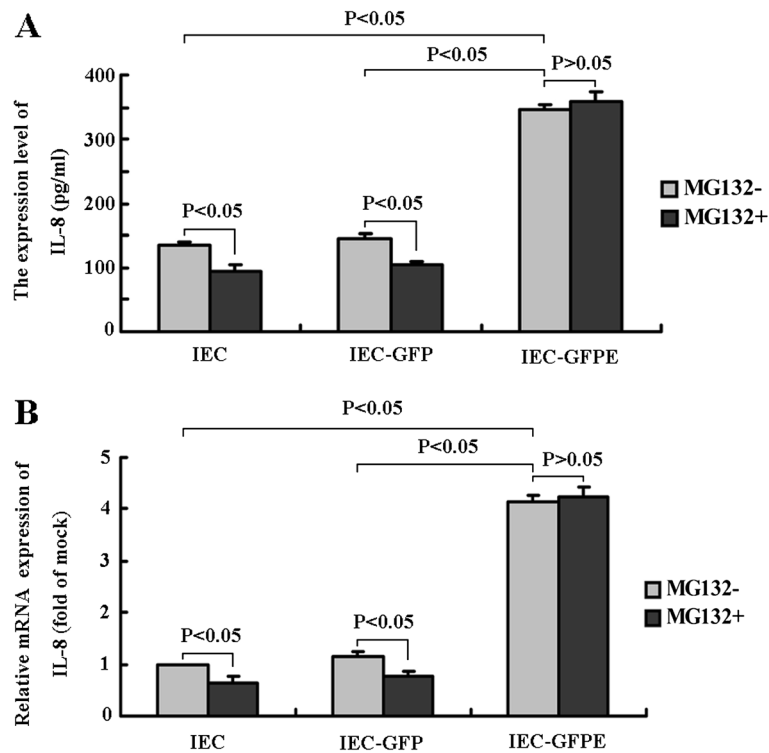 A
P<0.05
P<0.05
P>0.05
The expression level of
IL-8 (pg/ml)
400
300
200
100
0
P<0.05
P<0.05
MG132-
MG132+
IEC
IEC-GFP
IEC-GFPE
B
P<0.05
P<0.05
P>0.05
Relative mRNA expression of
IL-8 (fold of mock)
5
4
3
2
1
0
P<0.05
P<0.05
MG132-
MG132+
IEC
IEC-GFP
IEC-GFPE